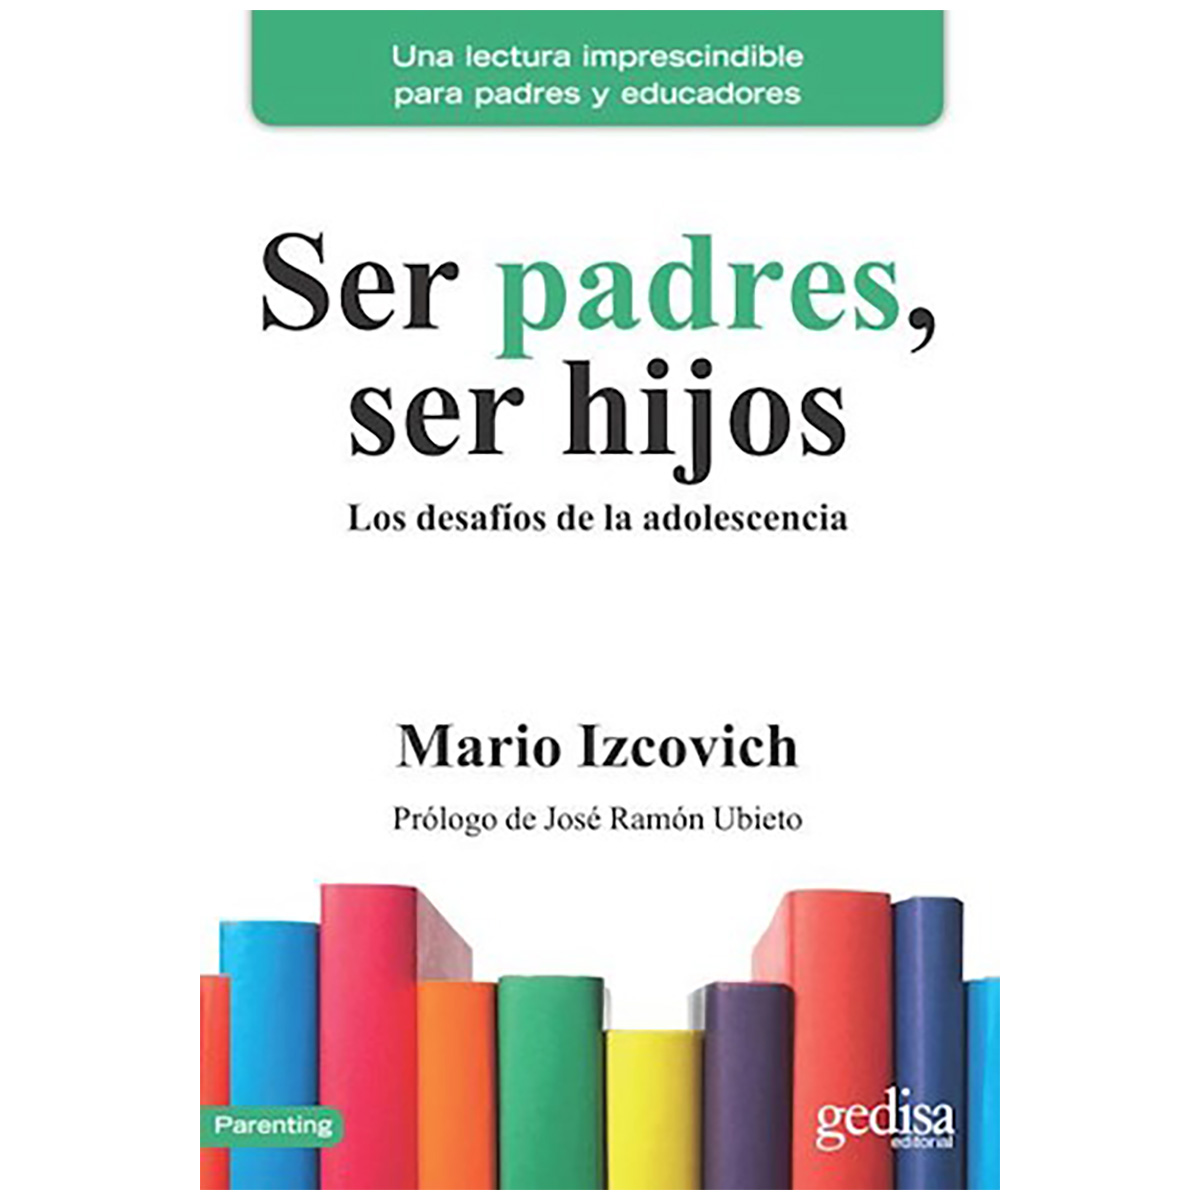 Una lectura imprescindible
para padres y educadores
Ser padres,
ser hijos
Los desafíos de la adolescencia
Mario Izcovich
Prólogo de José Ramón Ubieto
Parenting
gedisa
editorial